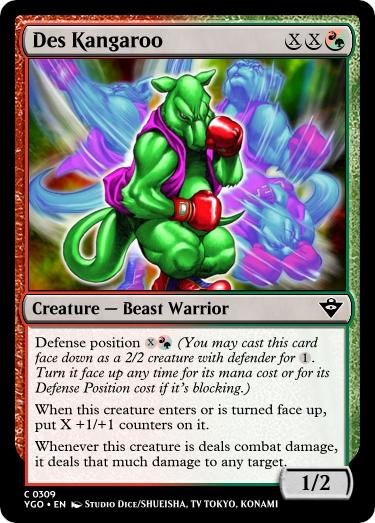 Des Kangaroo X X
Creature — Beast Warrior
Defense position X (You may cast this card
face down as a 2/2 creature with defender for 1.
Turn it face up any time for its mana cost or for its
Defense Position cost if it's blocking.)
When this creature enters or is turned face up,
put X +1/+1 counters on it.
Whenever this creature is deals combat damage,
it deals that much damage to any target.
1/2
C 0309
YGO • EN Studio Dice/SHUEISHA, TV TOKYO, KONAMI